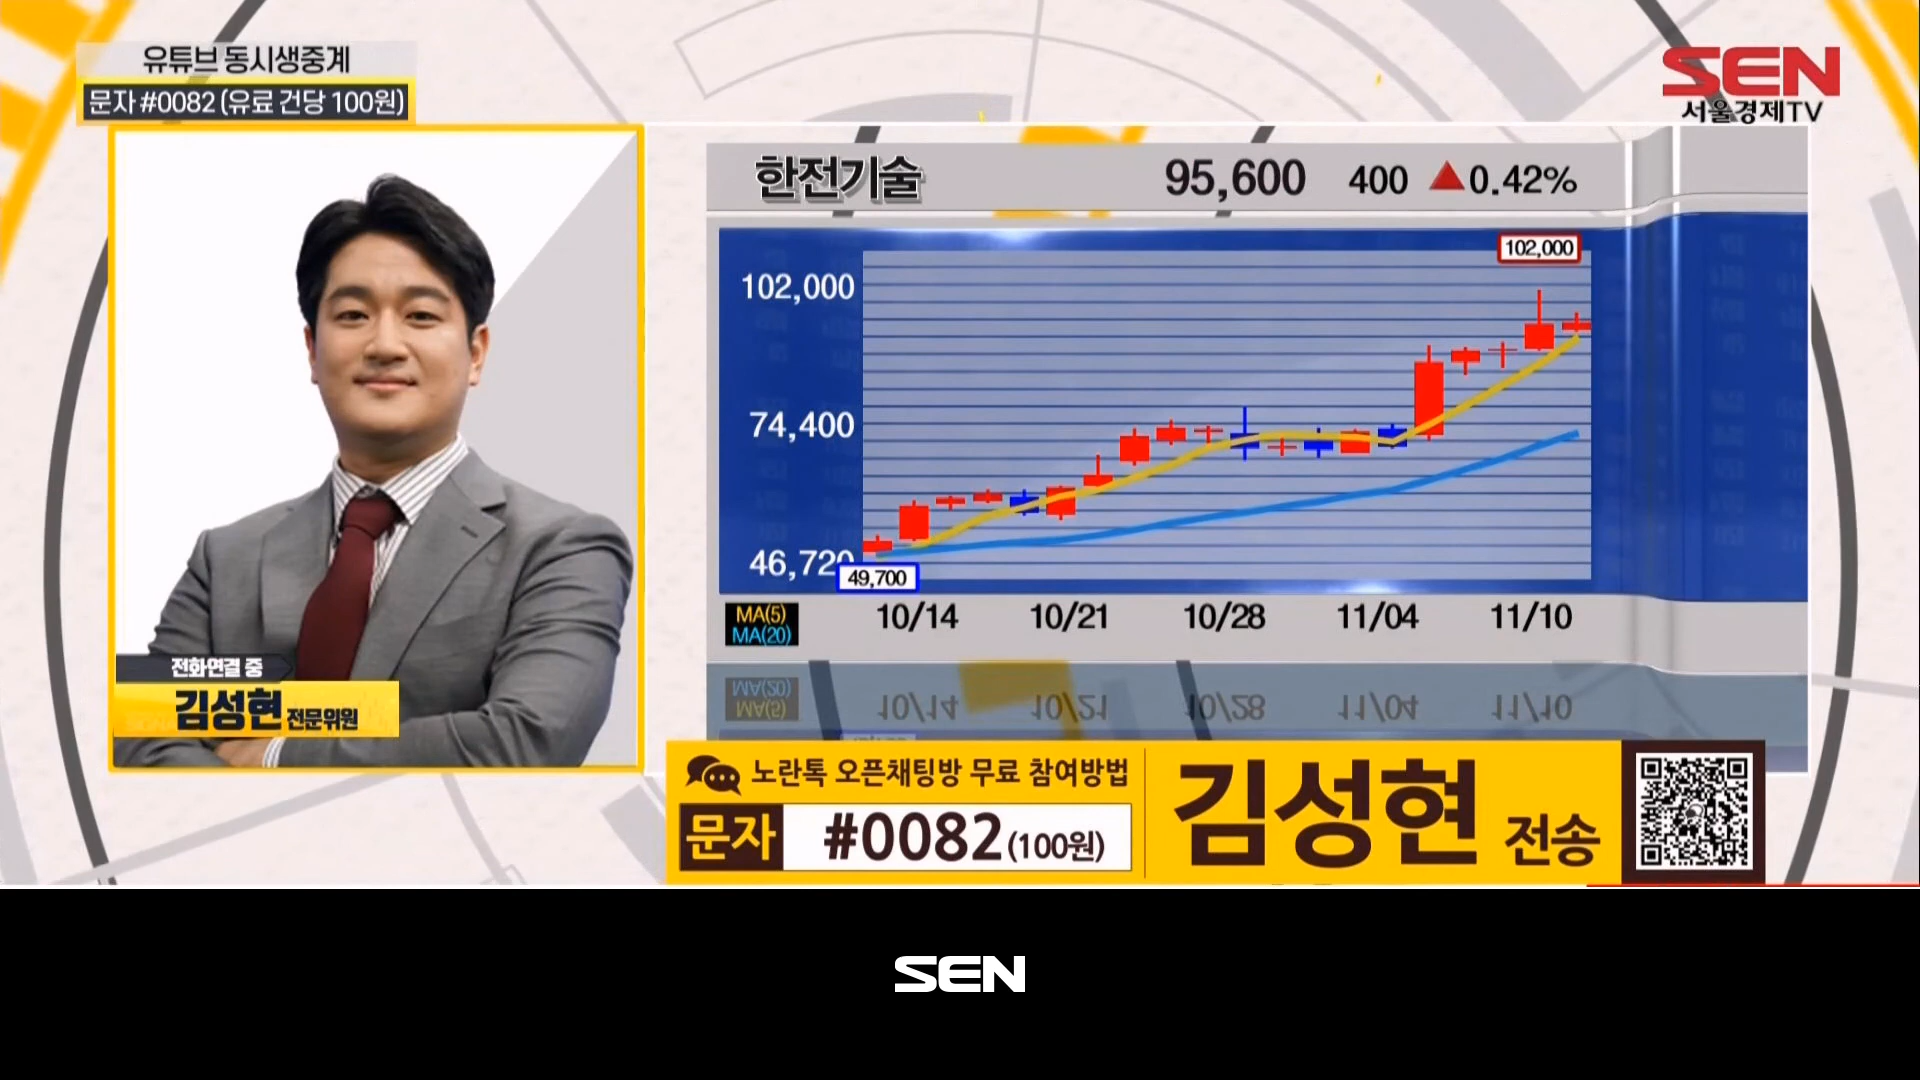 유튜브 동시생중계
문자 #0082 (유료 건당 100원)
SEN
서울경제TV
한전기술 95,600 400 ▲0.42%
102,000
102,000
74,400
46,720
49,700
MA(5)
MA(20)
10/14 10/21 10/28 11/04 11/10
전화연결 중
김성현 전문위원
노란톡 오픈채팅방 무료 참여방법
문자 #0082 (100원)
김성현 전송
SEN